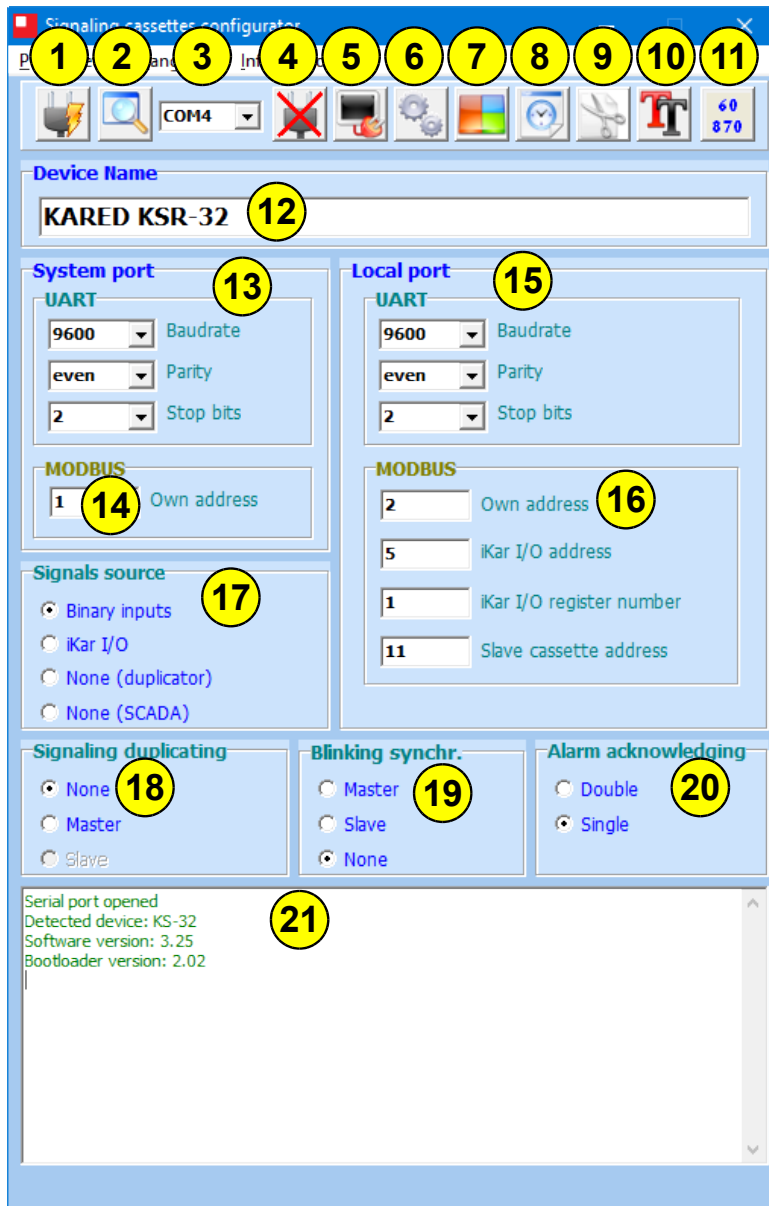 Signaling cassettes configurator
1 2 3 4 5 6 7 8 9 10 11
COM4
TT
60
870
Device Name
KARED KSR-32
12
System port
13
UART
9600 Baudrate
even Parity
2 Stop bits
MODBUS
1 14 Own address
Local port
15
UART
9600 Baudrate
even Parity
2 Stop bits
MODBUS
2 Own address 16
5 iKar I/O address
1 iKar I/O register number
11 Slave cassette address
Signals source
17
Binary inputs
iKar I/O
None (duplicator)
None (SCADA)
Signaling duplicating
None 18
Master
Slave
Blinking synchr.
Master 19
Slave
None
Alarm acknowledging
Double 20
Single
Serial port opened
21
Detected device: KS-32
Software version: 3.25
Bootloader version: 2.02